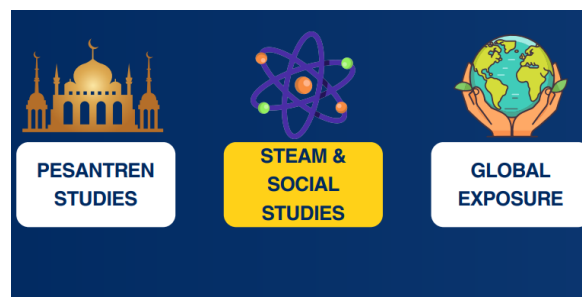 PESANTREN
STUDIES
STEAM &
SOCIAL
STUDIES
GLOBAL
EXPOSURE